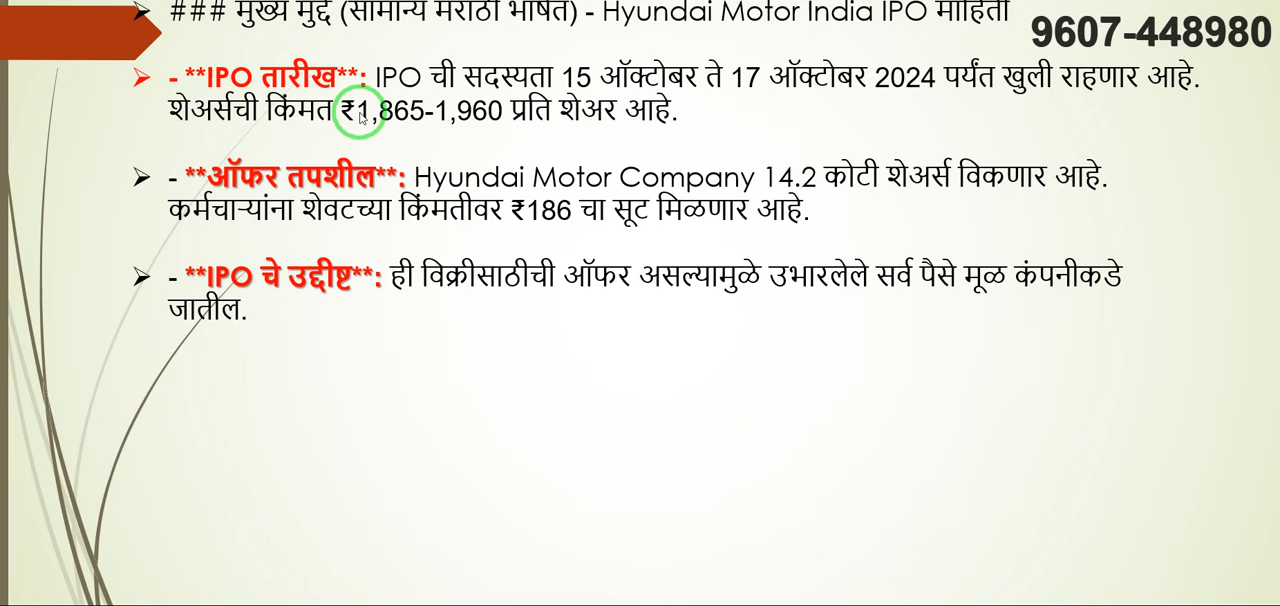 ### मुख्य मुद्दे (सामान्य मराठी भाषेत) - Hyundai Motor India IPO माहिती
9607-448980
- **IPO तारीख**: IPO ची सदस्यता 15 ऑक्टोबर ते 17 ऑक्टोबर 2024 पर्यंत खुली राहणार आहे.
शेअर्सची किंमत ₹1,865-1,960 प्रति शेअर आहे.
- **ऑफर तपशील**: Hyundai Motor Company 14.2 कोटी शेअर्स विकणार आहे.
कर्मचाऱ्यांना शेवटच्या किंमतीवर ₹186 चा सूट मिळणार आहे.
- **IPO चे उद्दीष्ट**: ही विक्रीसाठीची ऑफर असल्यामुळे उभारलेले सर्व पैसे मूळ कंपनीकडे
जातील.